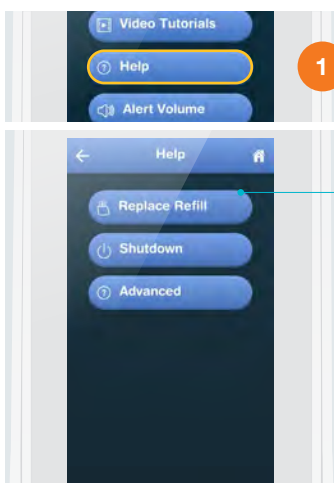 Video Tutorials
Help
1
Alert Volume
Help
Replace Refill
Shutdown
Advanced